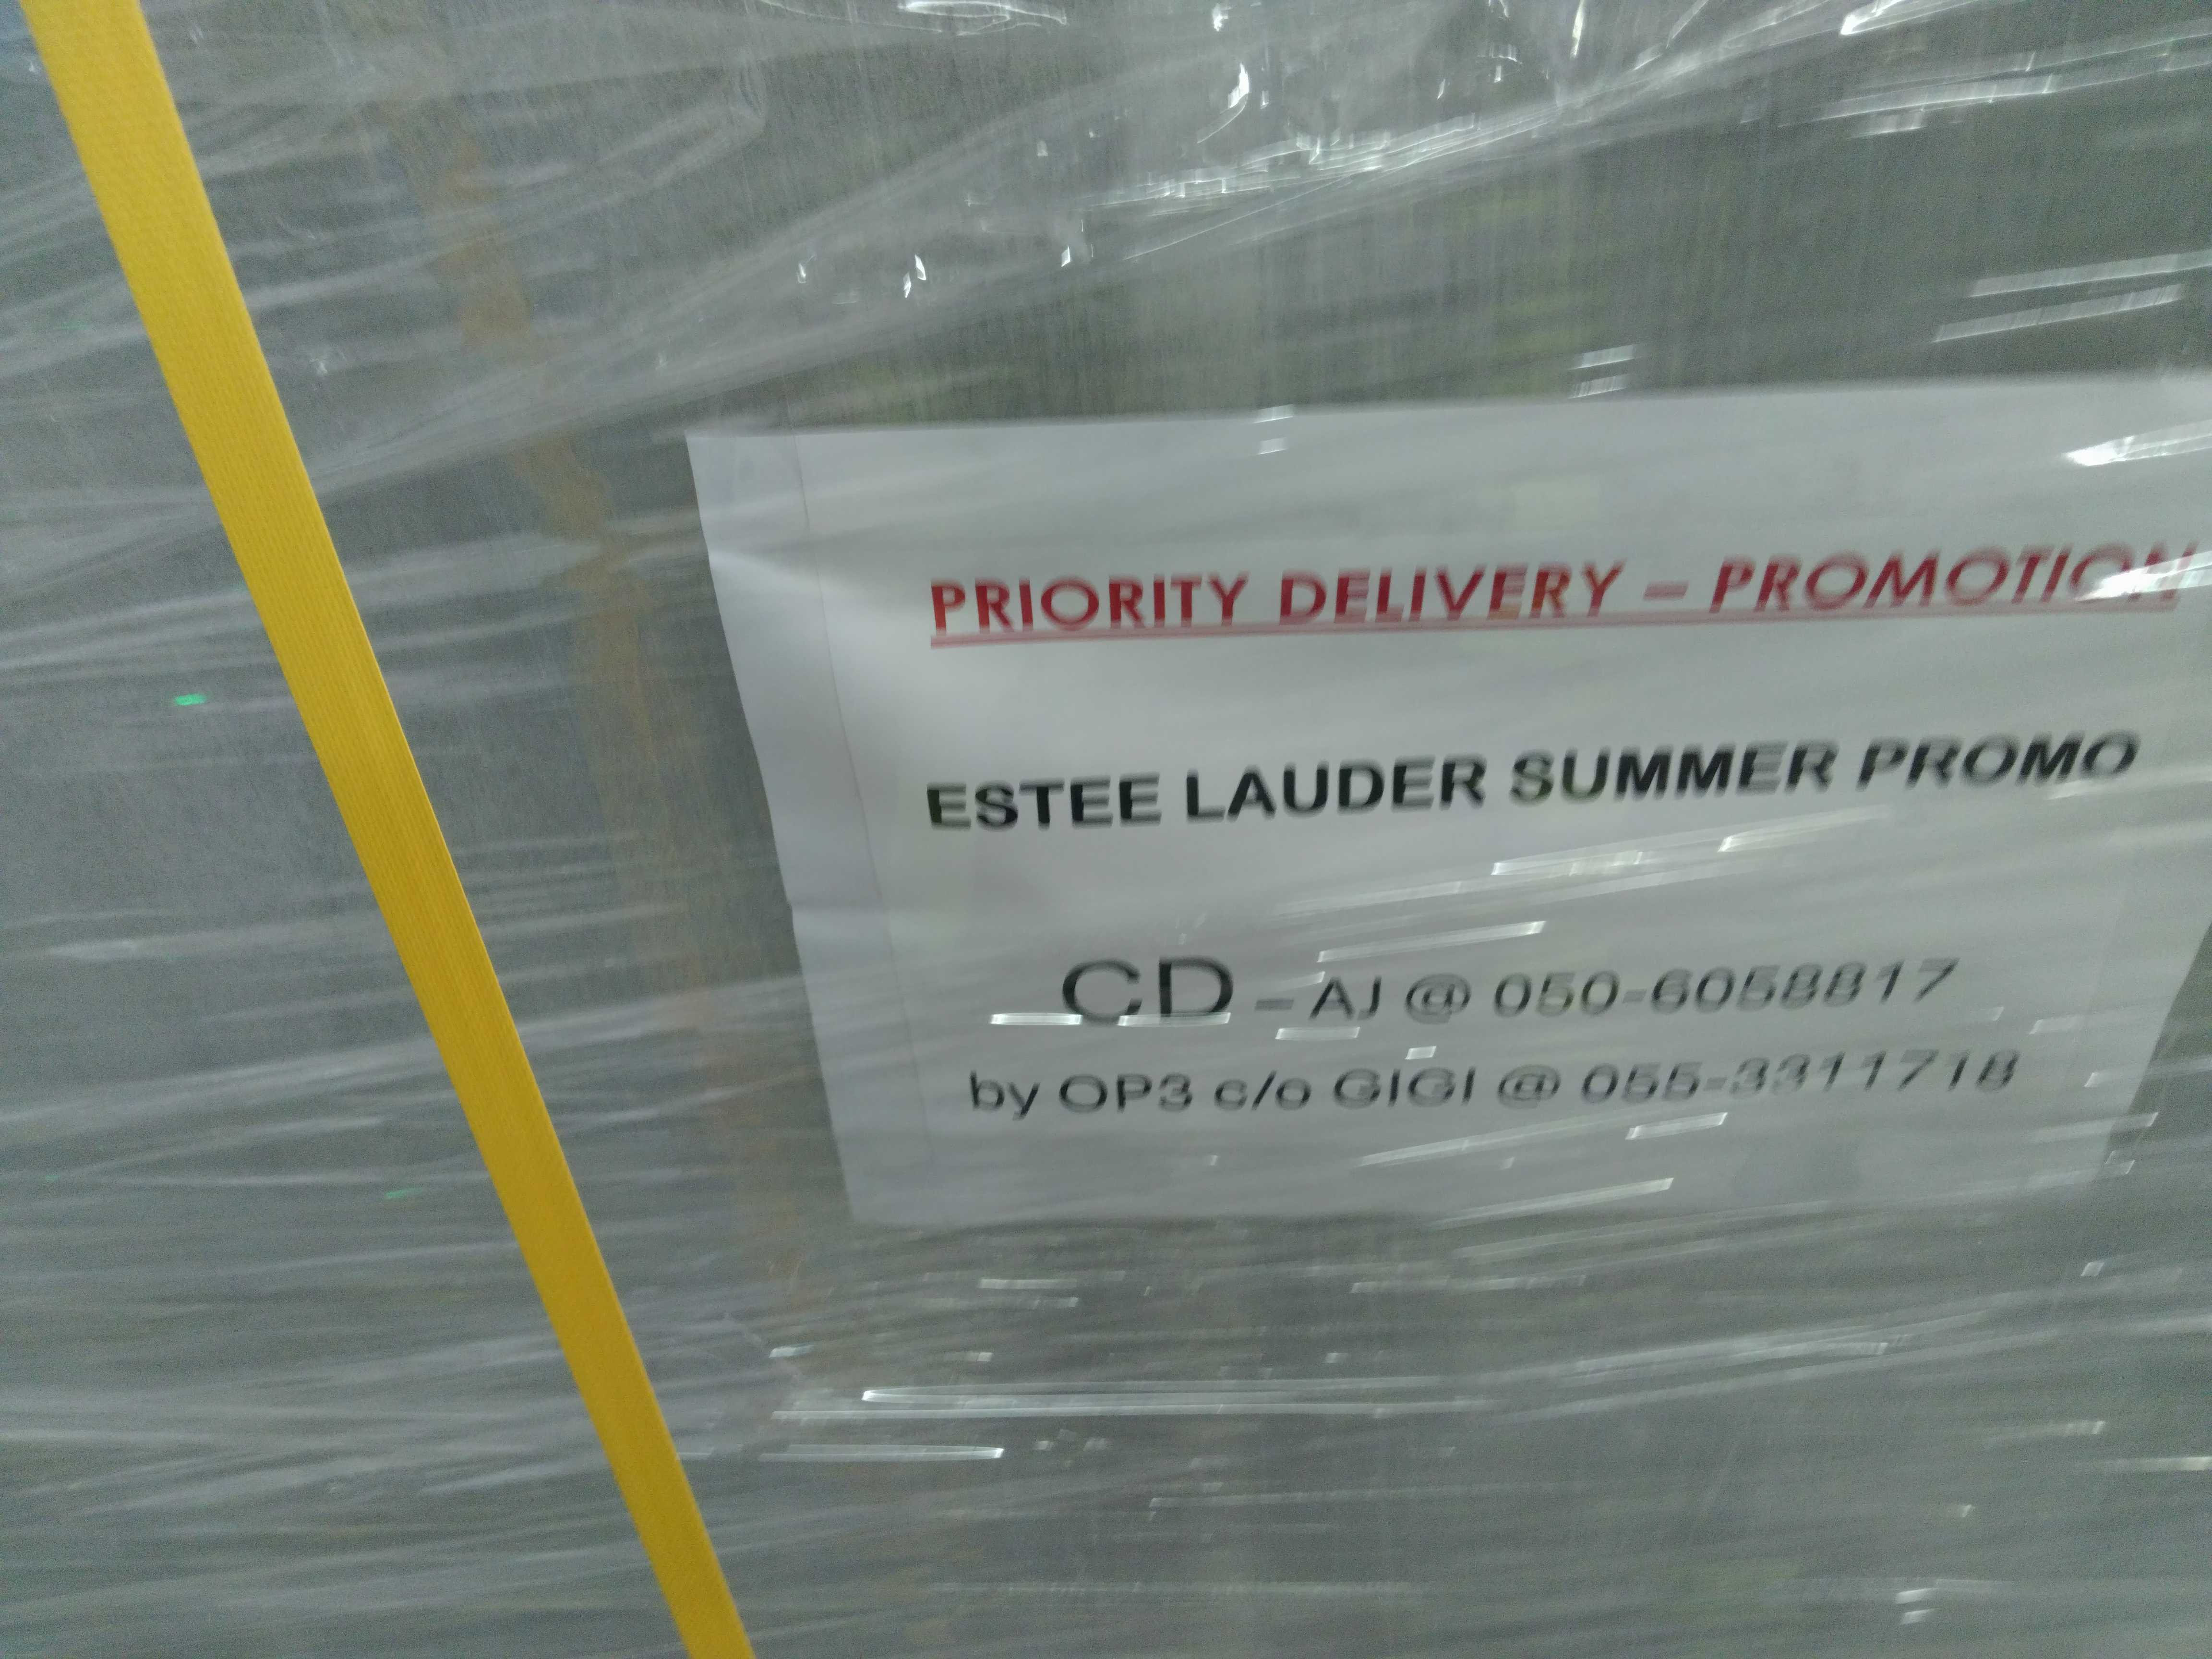 PRIORITY DELIVERY – PROMOTION
ESTEE LAUDER SUMMER PROMO
CD – AJ @ 050-6058817
by OP3 c/o GIGI @ 055-3311718